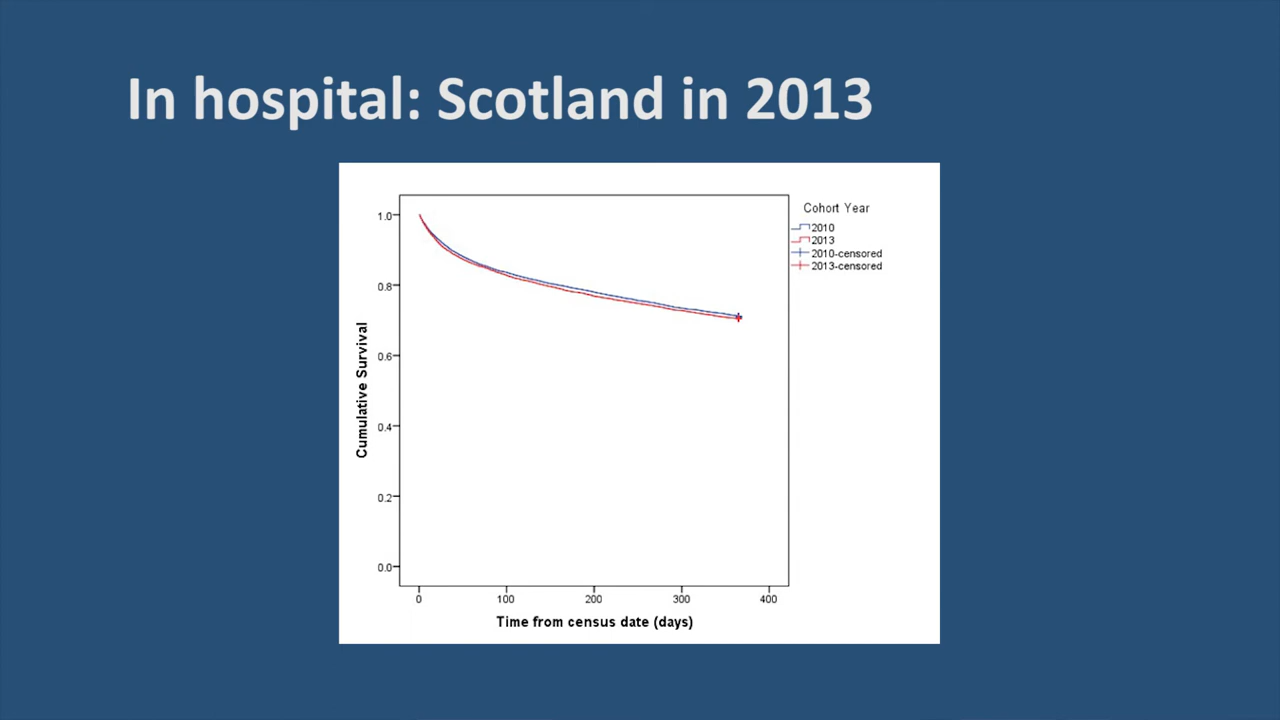 In hospital: Scotland in 2013
Cohort Year
2010
2013
2010-censored
2013-censored
1.0
0.8
0.6
0.4
0.2
0.0
Cumulative Survival
0 100 200 300 400
Time from census date (days)